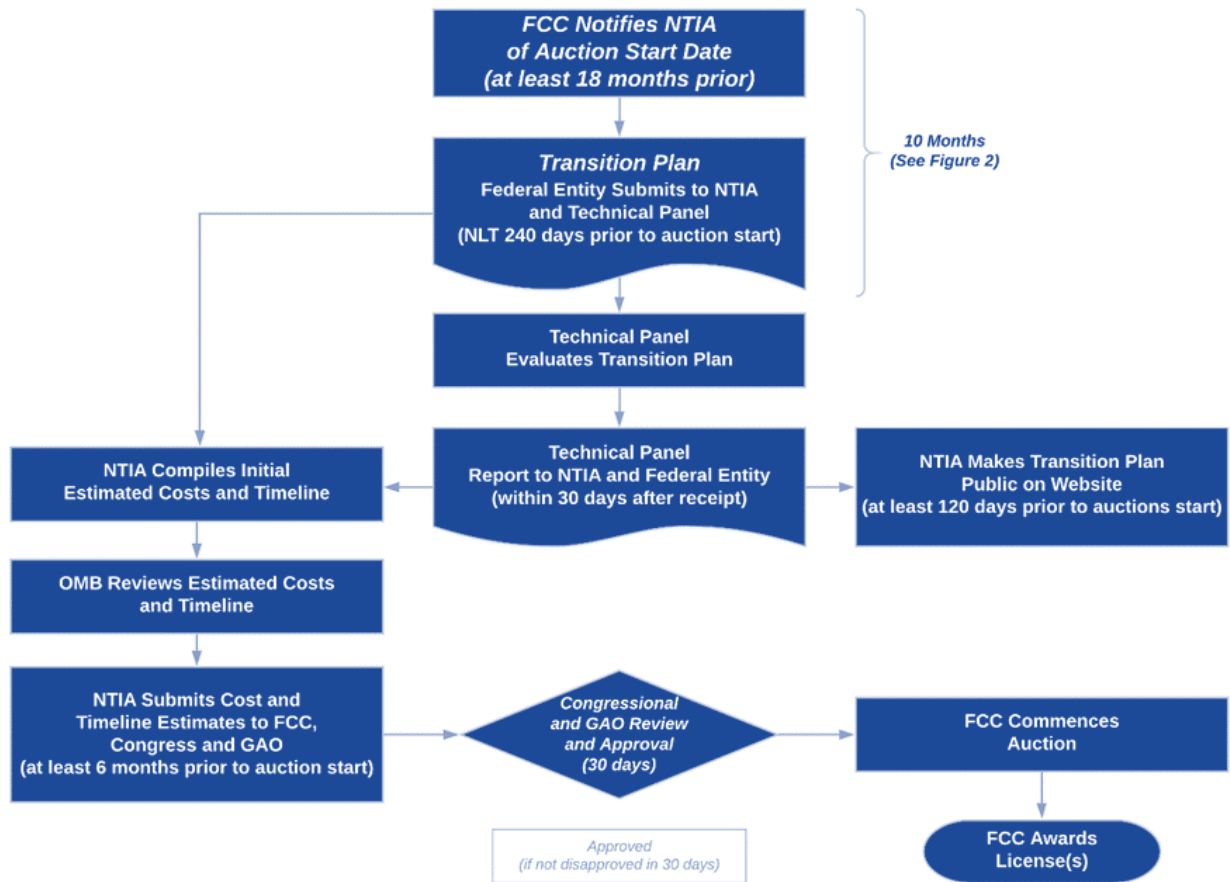 FCC Notifies NTIA
of Auction Start Date
(at least 18 months prior)
10 Months
(See Figure 2)
Transition Plan
Federal Entity Submits to NTIA
and Technical Panel
(NLT 240 days prior to auction start)
Technical Panel
Evaluates Transition Plan
Technical Panel
Report to NTIA and Federal Entity
(within 30 days after receipt)
NTIA Makes Transition Plan
Public on Website
(at least 120 days prior to auctions start)
NTIA Compiles Initial
Estimated Costs and Timeline
OMB Reviews Estimated Costs
and Timeline
NTIA Submits Cost and
Timeline Estimates to FCC,
Congress and GAO
(at least 6 months prior to auction start)
Congressional
and GAO Review
and Approval
(30 days)
FCC Commences
Auction
Approved
(if not disapproved in 30 days)
FCC Awards
License(s)